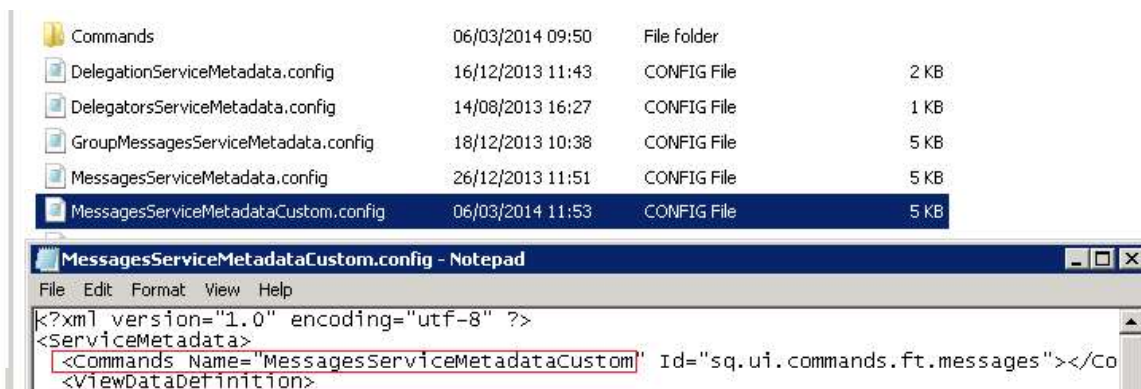 Commands 06/03/2014 09:50 File folder
DelegationServiceMetadata.config 16/12/2013 11:43 CONFIG File 2 KB
DelegatorsServiceMetadata.config 14/08/2013 16:27 CONFIG File 1 KB
GroupMessagesServiceMetadata.config 18/12/2013 10:38 CONFIG File 5 KB
MessagesServiceMetadata.config 26/12/2013 11:51 CONFIG File 5 KB
MessagesServiceMetadataCustom.config 06/03/2014 11:53 CONFIG File 5 KB
MessagesServiceMetadataCustom.config - Notepad
File Edit Format View Help
<?xml version="1.0" encoding="utf-8" ?>
<ServiceMetadata>
<Commands Name="MessagesServiceMetadataCustom" Id="sq.ui.commands.ft.messages"></Co
<ViewDataDefinition>